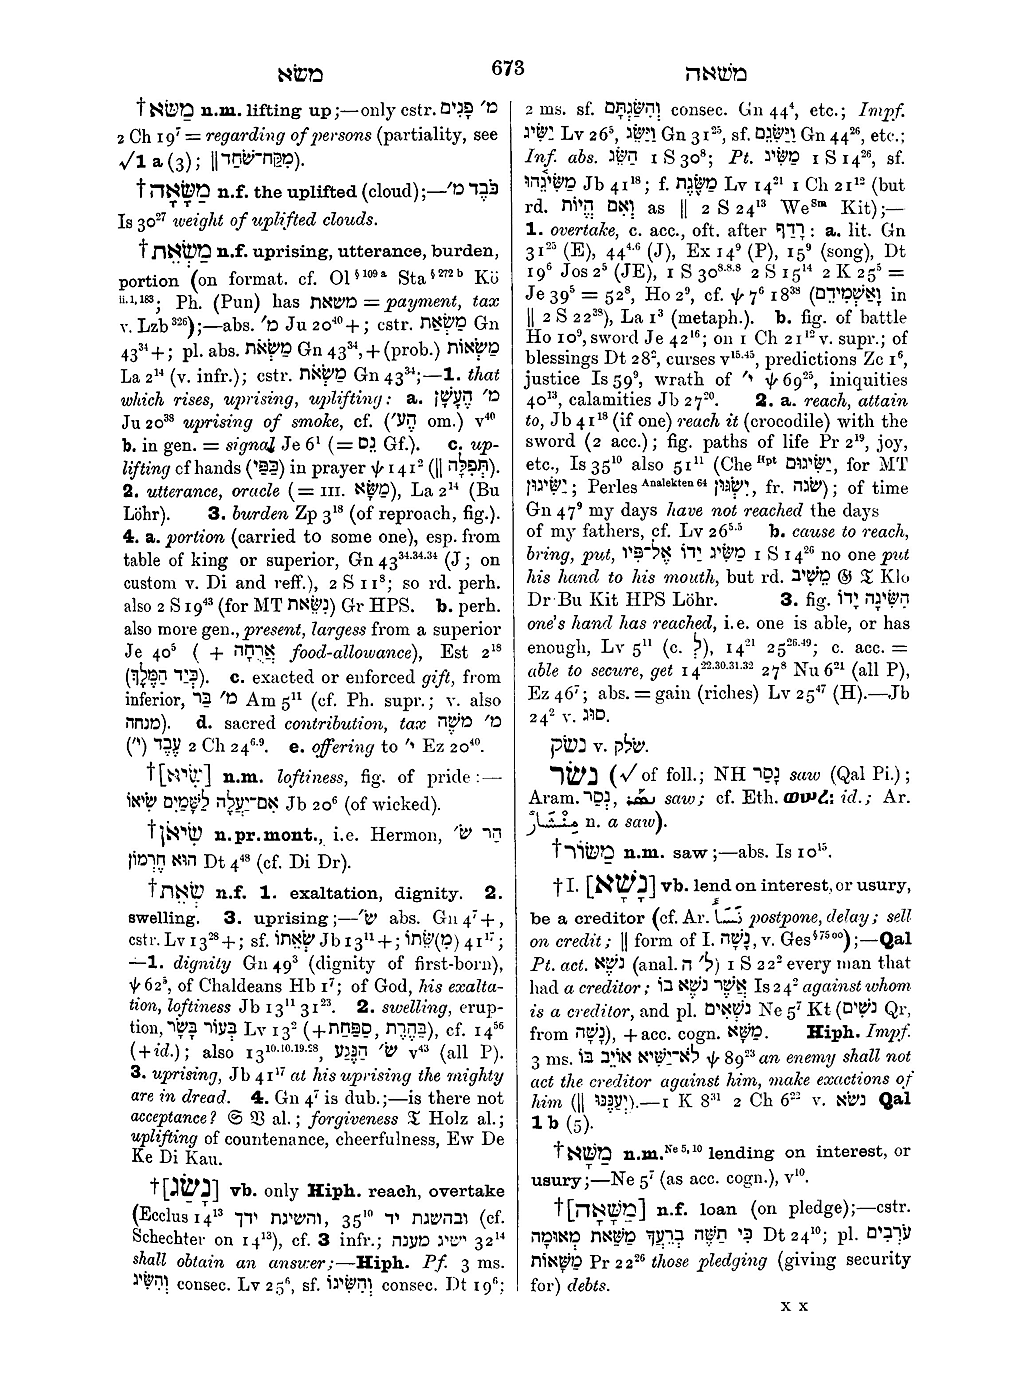 משׂא
673
משׁאה
†מַשּׂא n.m. lifting up;—only cstr. מ׳ פָּנִים
2 Ch 19⁷ = regarding of persons (partiality, see
√1 a (3); ‖ מִקַּח־שֹׁחַד).
†מַשָּׂאָה n.f. the uplifted (cloud);—כֹּבֶד מ׳
Is 30²⁷ weight of uplifted clouds.
†מַשְׂאֵת n.f. uprising, utterance, burden,
portion (on format. cf. Ol § 109 a Sta § 272 b Kö
ii.1,183; Ph. (Pun) has משאת = payment, tax
v. Lzb 326);—abs. מ׳ Ju 20⁴⁰ +; cstr. מַשְׂאַת Gn
43³⁴ +; pl. abs. מַשְׂאֹת Gn 43³⁴, + (prob.) מַשְׂאוֹת
La 2¹⁴ (v. infr.); cstr. מַשְׂאֹת Gn 43³⁴;—1. that
which rises, uprising, uplifting: a. מ׳ הֶעָשָׁן
Ju 20³⁸ uprising of smoke, cf. (הֶע׳ om.) v⁴⁰
b. in gen. = signal Je 6¹ (= נֵס Gf.). c. up-
lifting of hands (כַּפַּי) in prayer ψ 141² (‖ תְּפִלָּה).
2. utterance, oracle (= III. מַשָּׂא), La 2¹⁴ (Bu
Löhr). 3. burden Zp 3¹⁸ (of reproach, fig.).
4. a. portion (carried to some one), esp. from
table of king or superior, Gn 43³⁴·³⁴·³⁴ (J; on
custom v. Di and reff.), 2 S 11⁸; so rd. perh.
also 2 S 19⁴³ (for MT נִשֵּׂאת) Gr HPS. b. perh.
also more gen., present, largess from a superior
Je 40⁵ ( + אֲרֻחָה food-allowance), Est 2¹⁸
(כְּיַד הַמֶּלֶךְ). c. exacted or enforced gift, from
inferior, מ׳ בַּר Am 5¹¹ (cf. Ph. supr.; v. also
מנחה). d. sacred contribution, tax מ׳ משֶׁה
עֶבֶד (י״) 2 Ch 24⁶·⁹. e. offering to י״ Ez 20⁴⁰.
†[שִׂיא] n.m. loftiness, fig. of pride:—
אִם־יַעֲלֶה לַשָּׁמַיִם שִׂיאוֹ Jb 20⁶ (of wicked).
†שִׂיאֹן n.pr.mont., i.e. Hermon, הַר שׂ׳
הוּא חֶרְמוֹן Dt 4⁴⁸ (cf. Di Dr).
†שְׂאֵת n.f. 1. exaltation, dignity. 2.
swelling. 3. uprising;—שׂ׳ abs. Gn 4⁷ +,
cstr. Lv 13²⁸ +; sf. שְׂאֵתוֹ Jb 13¹¹ +; (מִ)שֵּׂתוֹ 41¹⁷;
—1. dignity Gn 49³ (dignity of first-born),
ψ 62⁵, of Chaldeans Hb 1⁷; of God, his exalta-
tion, loftiness Jb 13¹¹ 31²³. 2. swelling, erup-
tion, בְּעוֹר בָּשָׂר Lv 13² (+ בַּהֶרֶת, סַפַּחַת), cf. 14⁵⁶
(+ id.); also 13¹⁰·¹⁰·¹⁹·²⁸, שׂ׳ הַנֶּגַע v⁴³ (all P).
3. uprising, Jb 41¹⁷ at his uprising the mighty
are in dread. 4. Gn 4⁷ is dub.;—is there not
acceptance? 𝔖 𝔙 al.; forgiveness 𝔗 Holz al.;
uplifting of countenance, cheerfulness, Ew De
Ke Di Kau.
†[נָשַׂג] vb. only Hiph. reach, overtake
(Ecclus 14¹³ והשיגת ידך, 35¹⁰ ובהשגת יד (cf.
Schechter on 14¹³), cf. 3 infr.; ישיג מענה 32¹⁴
shall obtain an answer;—Hiph. Pf. 3 ms.
וְהִשִּׂיג consec. Lv 25⁶, sf. וְהִשִּׂיגוֹ consec. Dt 19⁶;
2 ms. sf. וְהִשַּׂגְתָּם consec. Gn 44⁴, etc.; Impf.
יַשִּׂיג Lv 26⁵, וַיַּשֵּׂג Gn 31²⁵, sf. וַיַּשִּׂגֵם Gn 44²⁶, etc.;
Inf. abs. הַשֵּׂג 1 S 30⁸; Pt. מַשִּׂיג 1 S 14²⁶, sf.
מַשִּׂיגֵהוּ Jb 41¹⁸; f. מַשֶּׂגֶת Lv 14²¹ 1 Ch 21¹² (but
rd. וְאִם הֱיוֹת as ‖ 2 S 24¹³ We Sm Kit);—
1. overtake, c. acc., oft. after רָדַף: a. lit. Gn
31²⁵ (E), 44⁴·⁶ (J), Ex 14⁹ (P), 15⁹ (song), Dt
19⁶ Jos 2⁵ (JE), 1 S 30⁸·⁸·⁸ 2 S 15¹⁴ 2 K 25⁵ =
Je 39⁵ = 52⁸, Ho 2⁹, cf. ψ 7⁶ 18³⁸ (וָאַשְׁמִידֵם in
‖ 2 S 22³⁸), La 1³ (metaph.). b. fig. of battle
Ho 10⁹, sword Je 42¹⁶; on 1 Ch 21¹² v. supr.; of
blessings Dt 28², curses v¹⁵·⁴⁵, predictions Zc 1⁶,
justice Is 59⁹, wrath of י״ ψ 69²⁵, iniquities
40¹³, calamities Jb 27²⁰. 2. a. reach, attain
to, Jb 41¹⁸ (if one) reach it (crocodile) with the
sword (2 acc.); fig. paths of life Pr 2¹⁹, joy,
etc., Is 35¹⁰ also 51¹¹ (Che Hpt יַשִּׂיגוּם, for MT
יַשִּׂיגוּן; Perles Analekten 64 יִשְׂגּוּן, fr. שׂגה); of time
Gn 47⁹ my days have not reached the days
of my fathers, cf. Lv 26⁵·⁵ b. cause to reach,
bring, put, מַשִּׂיג יָדוֹ אֶל־פִּיו 1 S 14²⁶ no one put
his hand to his mouth, but rd. מֵשִׁיב 𝔊 𝔗 Klo
Dr Bu Kit HPS Löhr. 3. fig. הִשִּׂיגָה יָדוֹ
one's hand has reached, i.e. one is able, or has
enough, Lv 5¹¹ (c. לְ), 14²¹ 25²⁶·⁴⁹; c. acc. =
able to secure, get 14²²·³⁰·³¹·³² 27⁸ Nu 6²¹ (all P),
Ez 46⁷; abs. = gain (riches) Lv 25⁴⁷ (H).—Jb
24² v. סוג.
נשׂק v. שׂלק.
נשׂר (√ of foll.; NH נָסַר saw (Qal Pi.);
Aram. נְסַר, ܢܣܪ saw; cf. Eth. ወሠረ: id.; Ar.
مِنْشَار n. a saw).
†מַשּׂוֹר n.m. saw;—abs. Is 10¹⁵.
†I. [נָשָׁא] vb. lend on interest, or usury,
be a creditor (cf. Ar. نَسَأَ postpone, delay; sell
on credit; ‖ form of I. נָשָׁה, v. Ges § 75 oo);—Qal
Pt. act. נשֶׁא (anal. ל׳ ה) 1 S 22² every man that
had a creditor; אֲשֶׁר נשֶׁא בוֹ Is 24² against whom
is a creditor, and pl. נֹשְׁאִים Ne 5⁷ Kt (נֹשִׁים Qr,
from נָשָׁה), + acc. cogn. מַשָּׁא. Hiph. Impf.
3 ms. לֹא־יַשִּׁיא אוֹיֵב בּוֹ ψ 89²³ an enemy shall not
act the creditor against him, make exactions of
him (‖ יְעַנֶּנּוּ).—1 K 8³¹ 2 Ch 6²² v. נשׂא Qal
1 b (5).
†מַשָּׁא n.m. Ne 5, 10 lending on interest, or
usury;—Ne 5⁷ (as acc. cogn.), v¹⁰.
†[מַשָּׁאָה] n.f. loan (on pledge);—cstr.
כִּי תַשֶּׁה בְרֵעֲךָ מַשַּׁאת מְאוּמָה Dt 24¹⁰; pl. עֹרְבִים
מַשָּׁאוֹת Pr 22²⁶ those pledging (giving security
for) debts.
x x